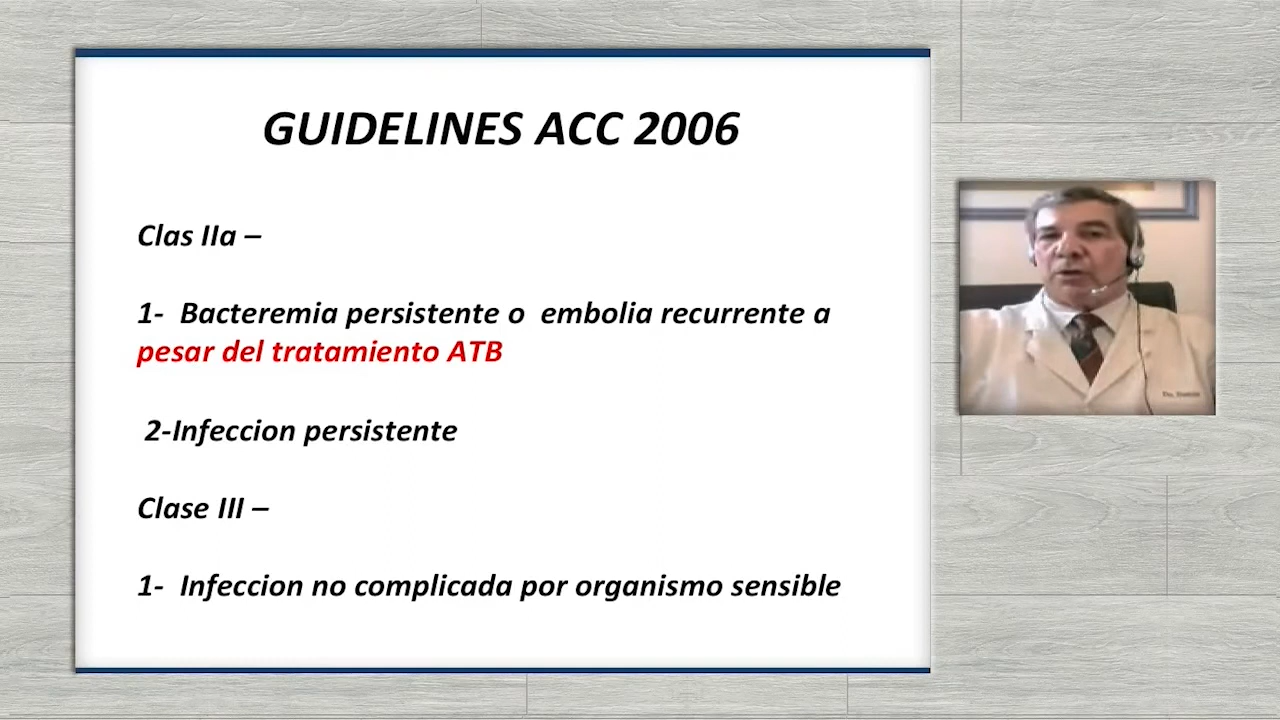 GUIDELINES ACC 2006
Clas IIa –
1- Bacteremia persistente o embolia recurrente a
pesar del tratamiento ATB
2-Infeccion persistente
Clase III –
1- Infeccion no complicada por organismo sensible